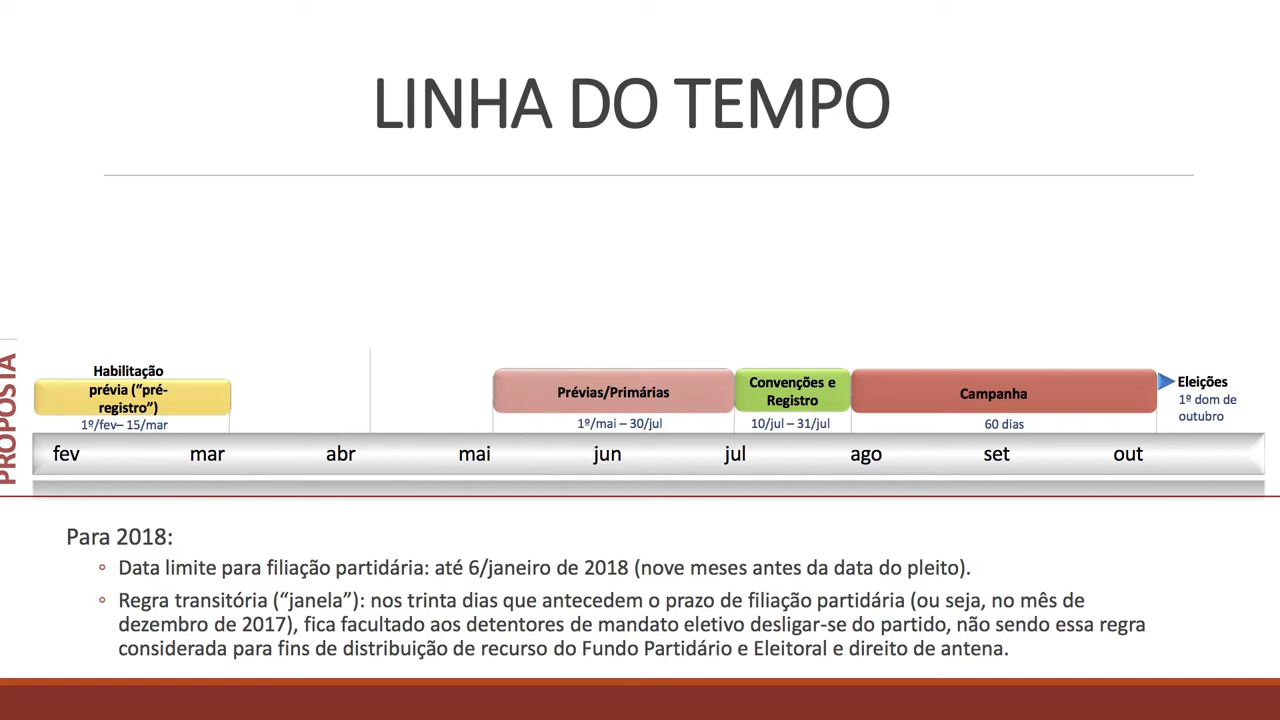 LINHA DO TEMPO
PROPOSTA
Habilitação
prévia (“pré-
registro”)
1º/fev– 15/mar
Prévias/Primárias
1º/mai – 30/jul
Convenções e
Registro
10/jul – 31/jul
Campanha
60 dias
Eleições
1º dom de
outubro
fev mar abr mai jun jul ago set out
Para 2018:
◦ Data limite para filiação partidária: até 6/janeiro de 2018 (nove meses antes da data do pleito).
◦ Regra transitória (“janela”): nos trinta dias que antecedem o prazo de filiação partidária (ou seja, no mês de
dezembro de 2017), fica facultado aos detentores de mandato eletivo desligar-se do partido, não sendo essa regra
considerada para fins de distribuição de recurso do Fundo Partidário e Eleitoral e direito de antena.